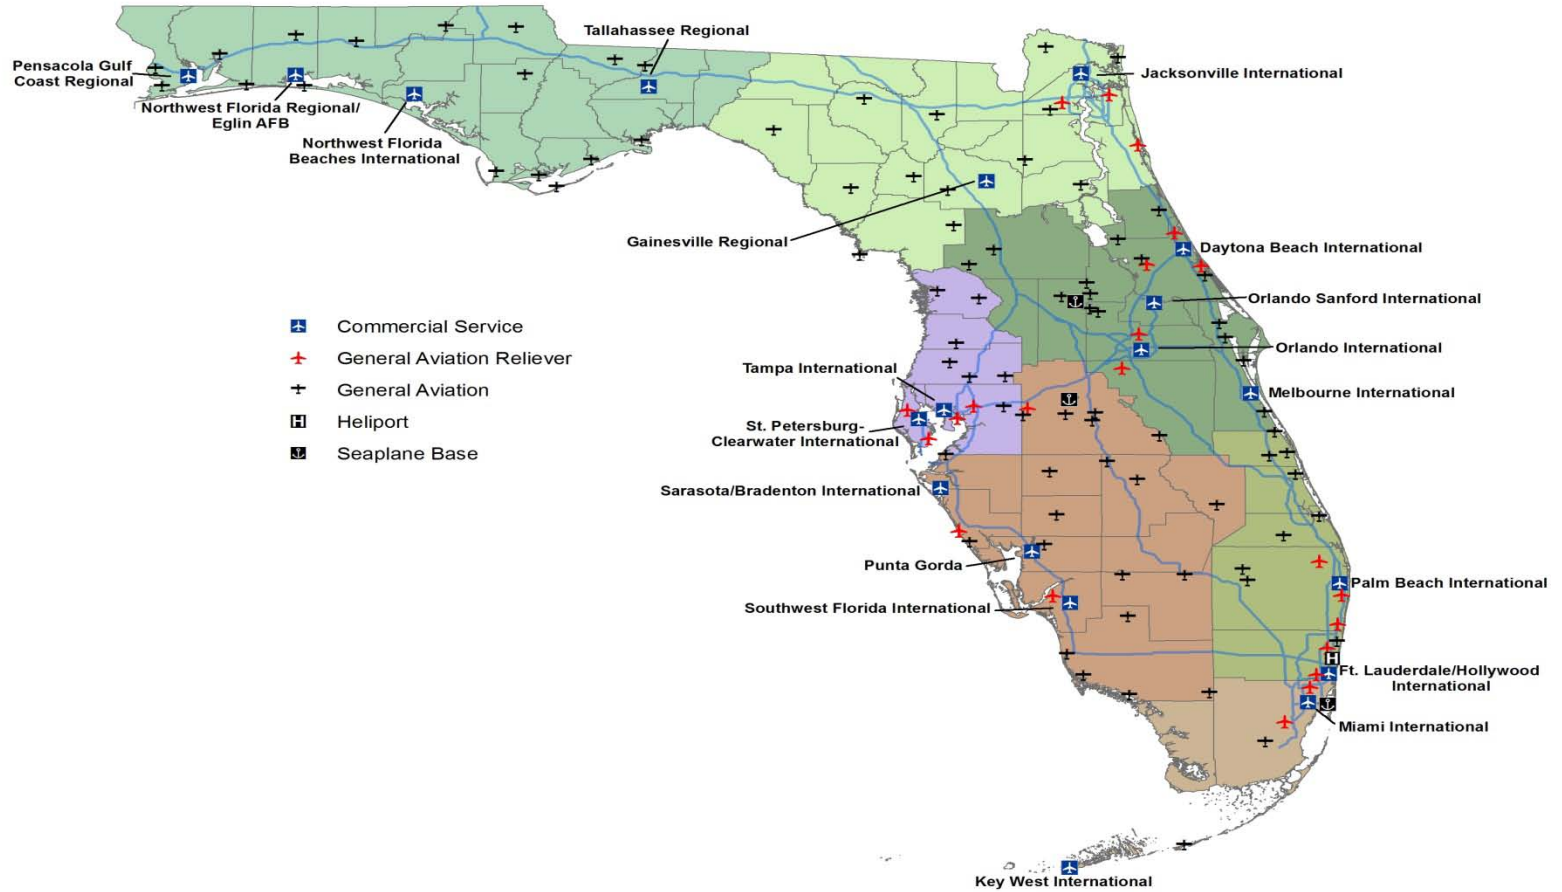 Tallahassee Regional
Pensacola Gulf
Coast Regional
Jacksonville International
Northwest Florida Regional/
Eglin AFB
Northwest Florida
Beaches International
Gainesville Regional
Daytona Beach International
Orlando Sanford International
Commercial Service
General Aviation Reliever
General Aviation
H Heliport
Seaplane Base
Orlando International
Tampa International
Melbourne International
St. Petersburg-
Clearwater International
Sarasota/Bradenton International
Punta Gorda
Palm Beach International
Southwest Florida International
H
Ft. Lauderdale/Hollywood
International
Miami International
Key West International